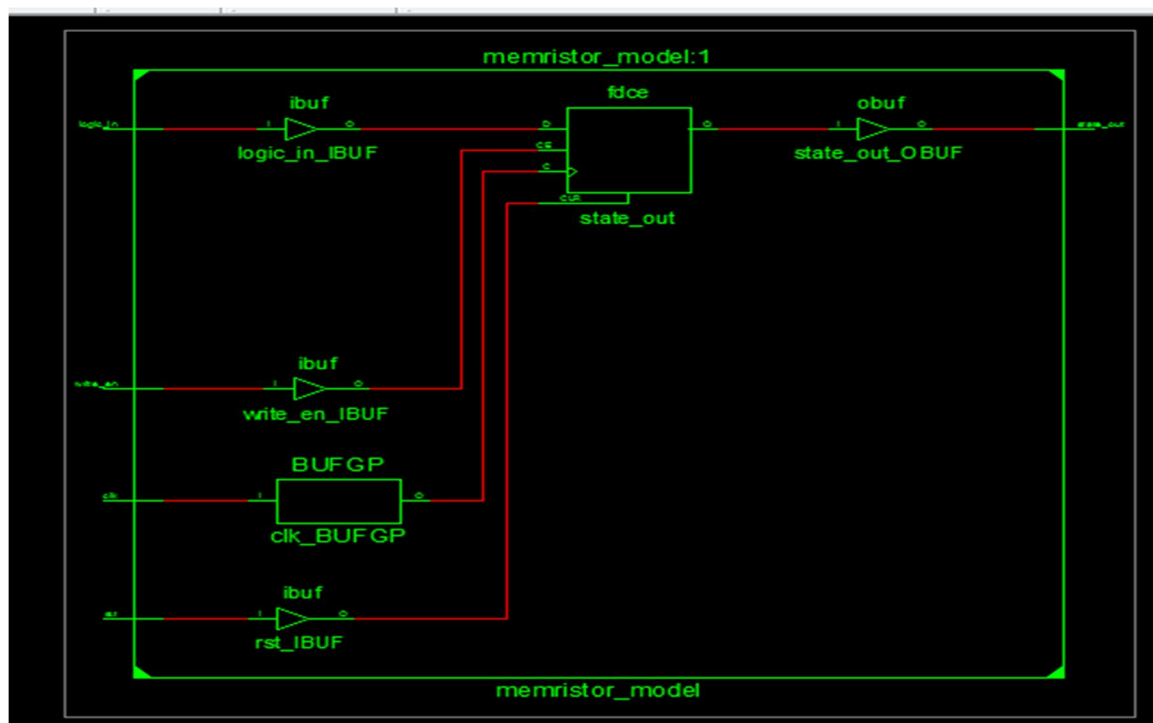 memristor_model:1
fdce
ibuf
obuf
logic_in
I
O
D
Q
I
O
state_out
logic_in_IBUF
CE
state_out_OBUF
C
CLR
state_out
ibuf
write_en
I
O
write_en_IBUF
BUFGP
clk
I
O
clk_BUFGP
ibuf
rst
I
O
rst_IBUF
memristor_model